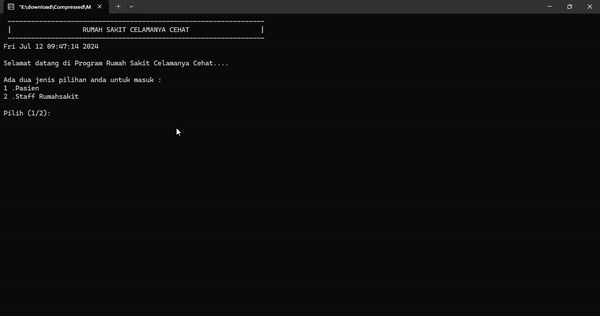 "E:\download\Compressed\M
RUMAH SAKIT CELAMANYA CEHAT
Fri Jul 12 09:47:14 2024
Selamat datang di Program Rumah Sakit Celamanya Cehat....
Ada dua jenis pilihan anda untuk masuk :
1 .Pasien
2 .Staff Rumahsakit
Pilih (1/2):